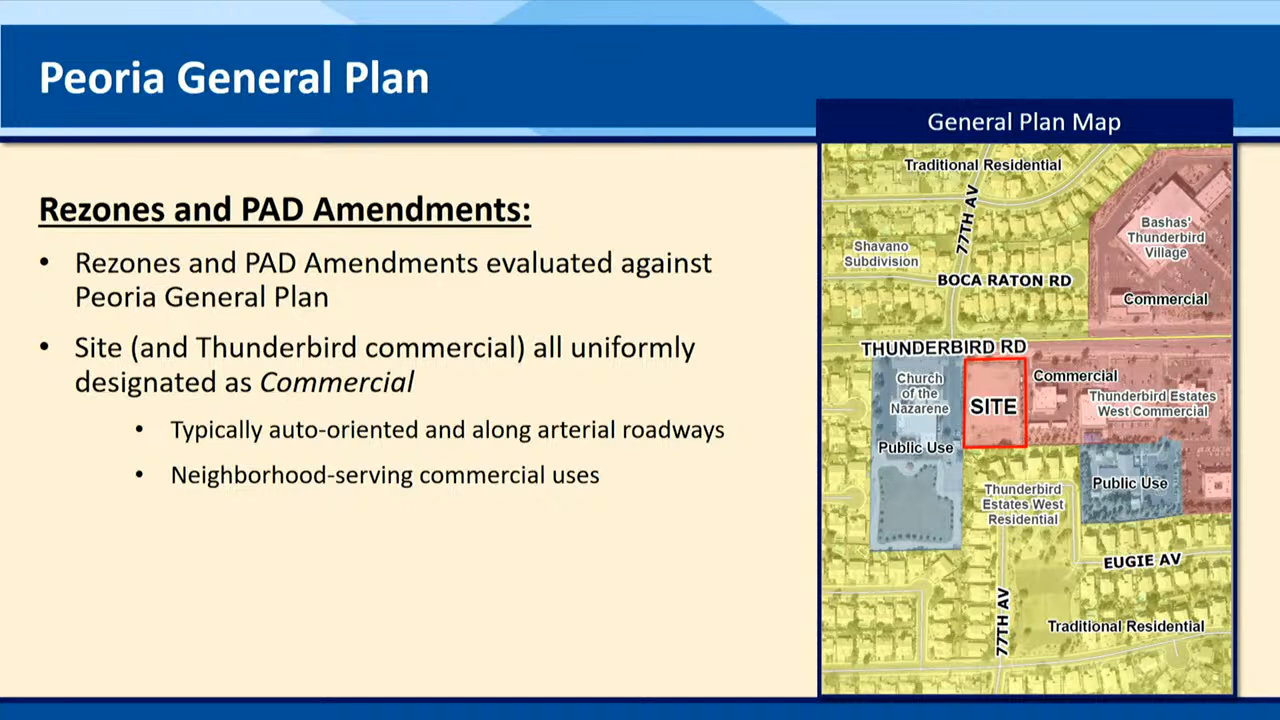 Peoria General Plan
General Plan Map
Rezones and PAD Amendments:
• Rezones and PAD Amendments evaluated against
Peoria General Plan
• Site (and Thunderbird commercial) all uniformly
designated as Commercial
• Typically auto-oriented and along arterial roadways
• Neighborhood-serving commercial uses
Traditional Residential
77TH AV
Bashas'
Thunderbird
Village
Shavano
Subdivision
BOCA RATON RD
Commercial
THUNDERBIRD RD
Church
of the
Nazarene
SITE
Commercial
Thunderbird Estates
West Commercial
Public Use
Public Use
Thunderbird
Estates West
Residential
EUGIE AV
77TH AV
Traditional Residential